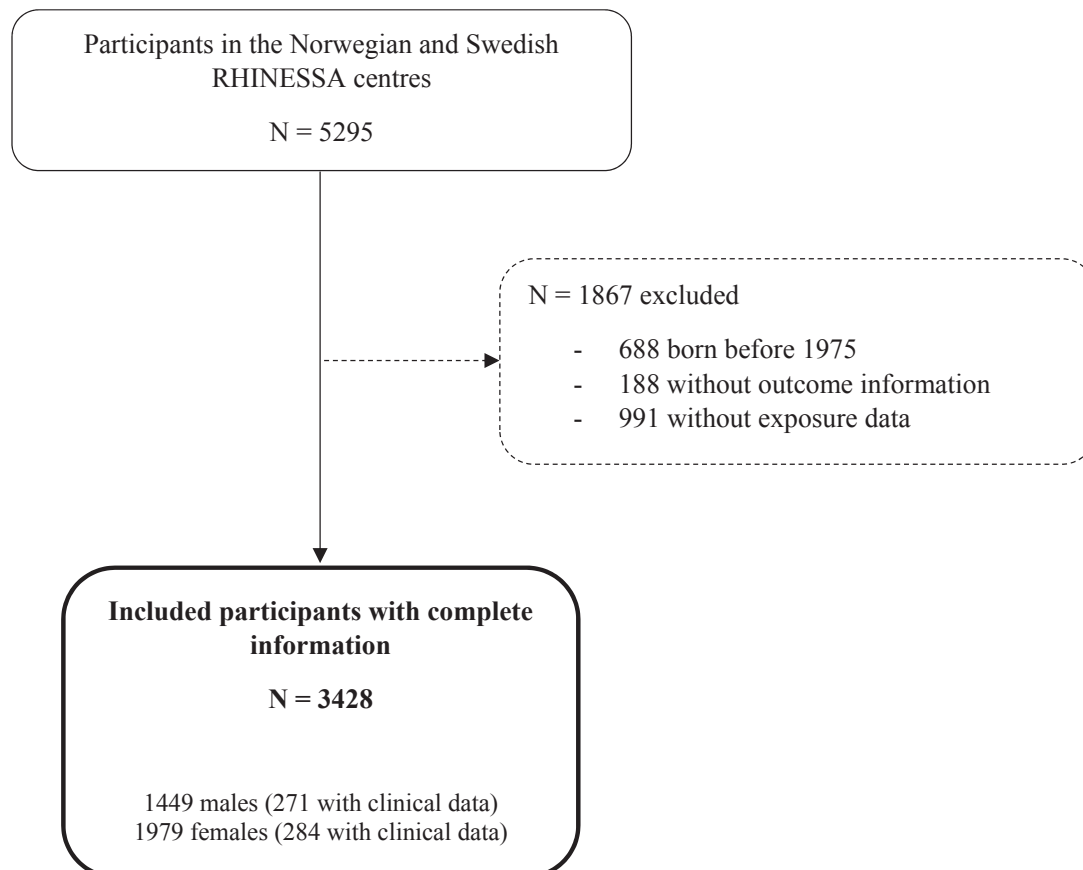 Participants in the Norwegian and Swedish
RHINESSA centres
N = 5295
N = 1867 excluded
- 688 born before 1975
- 188 without outcome information
- 991 without exposure data
Included participants with complete
information
N = 3428
1449 males (271 with clinical data)
1979 females (284 with clinical data)